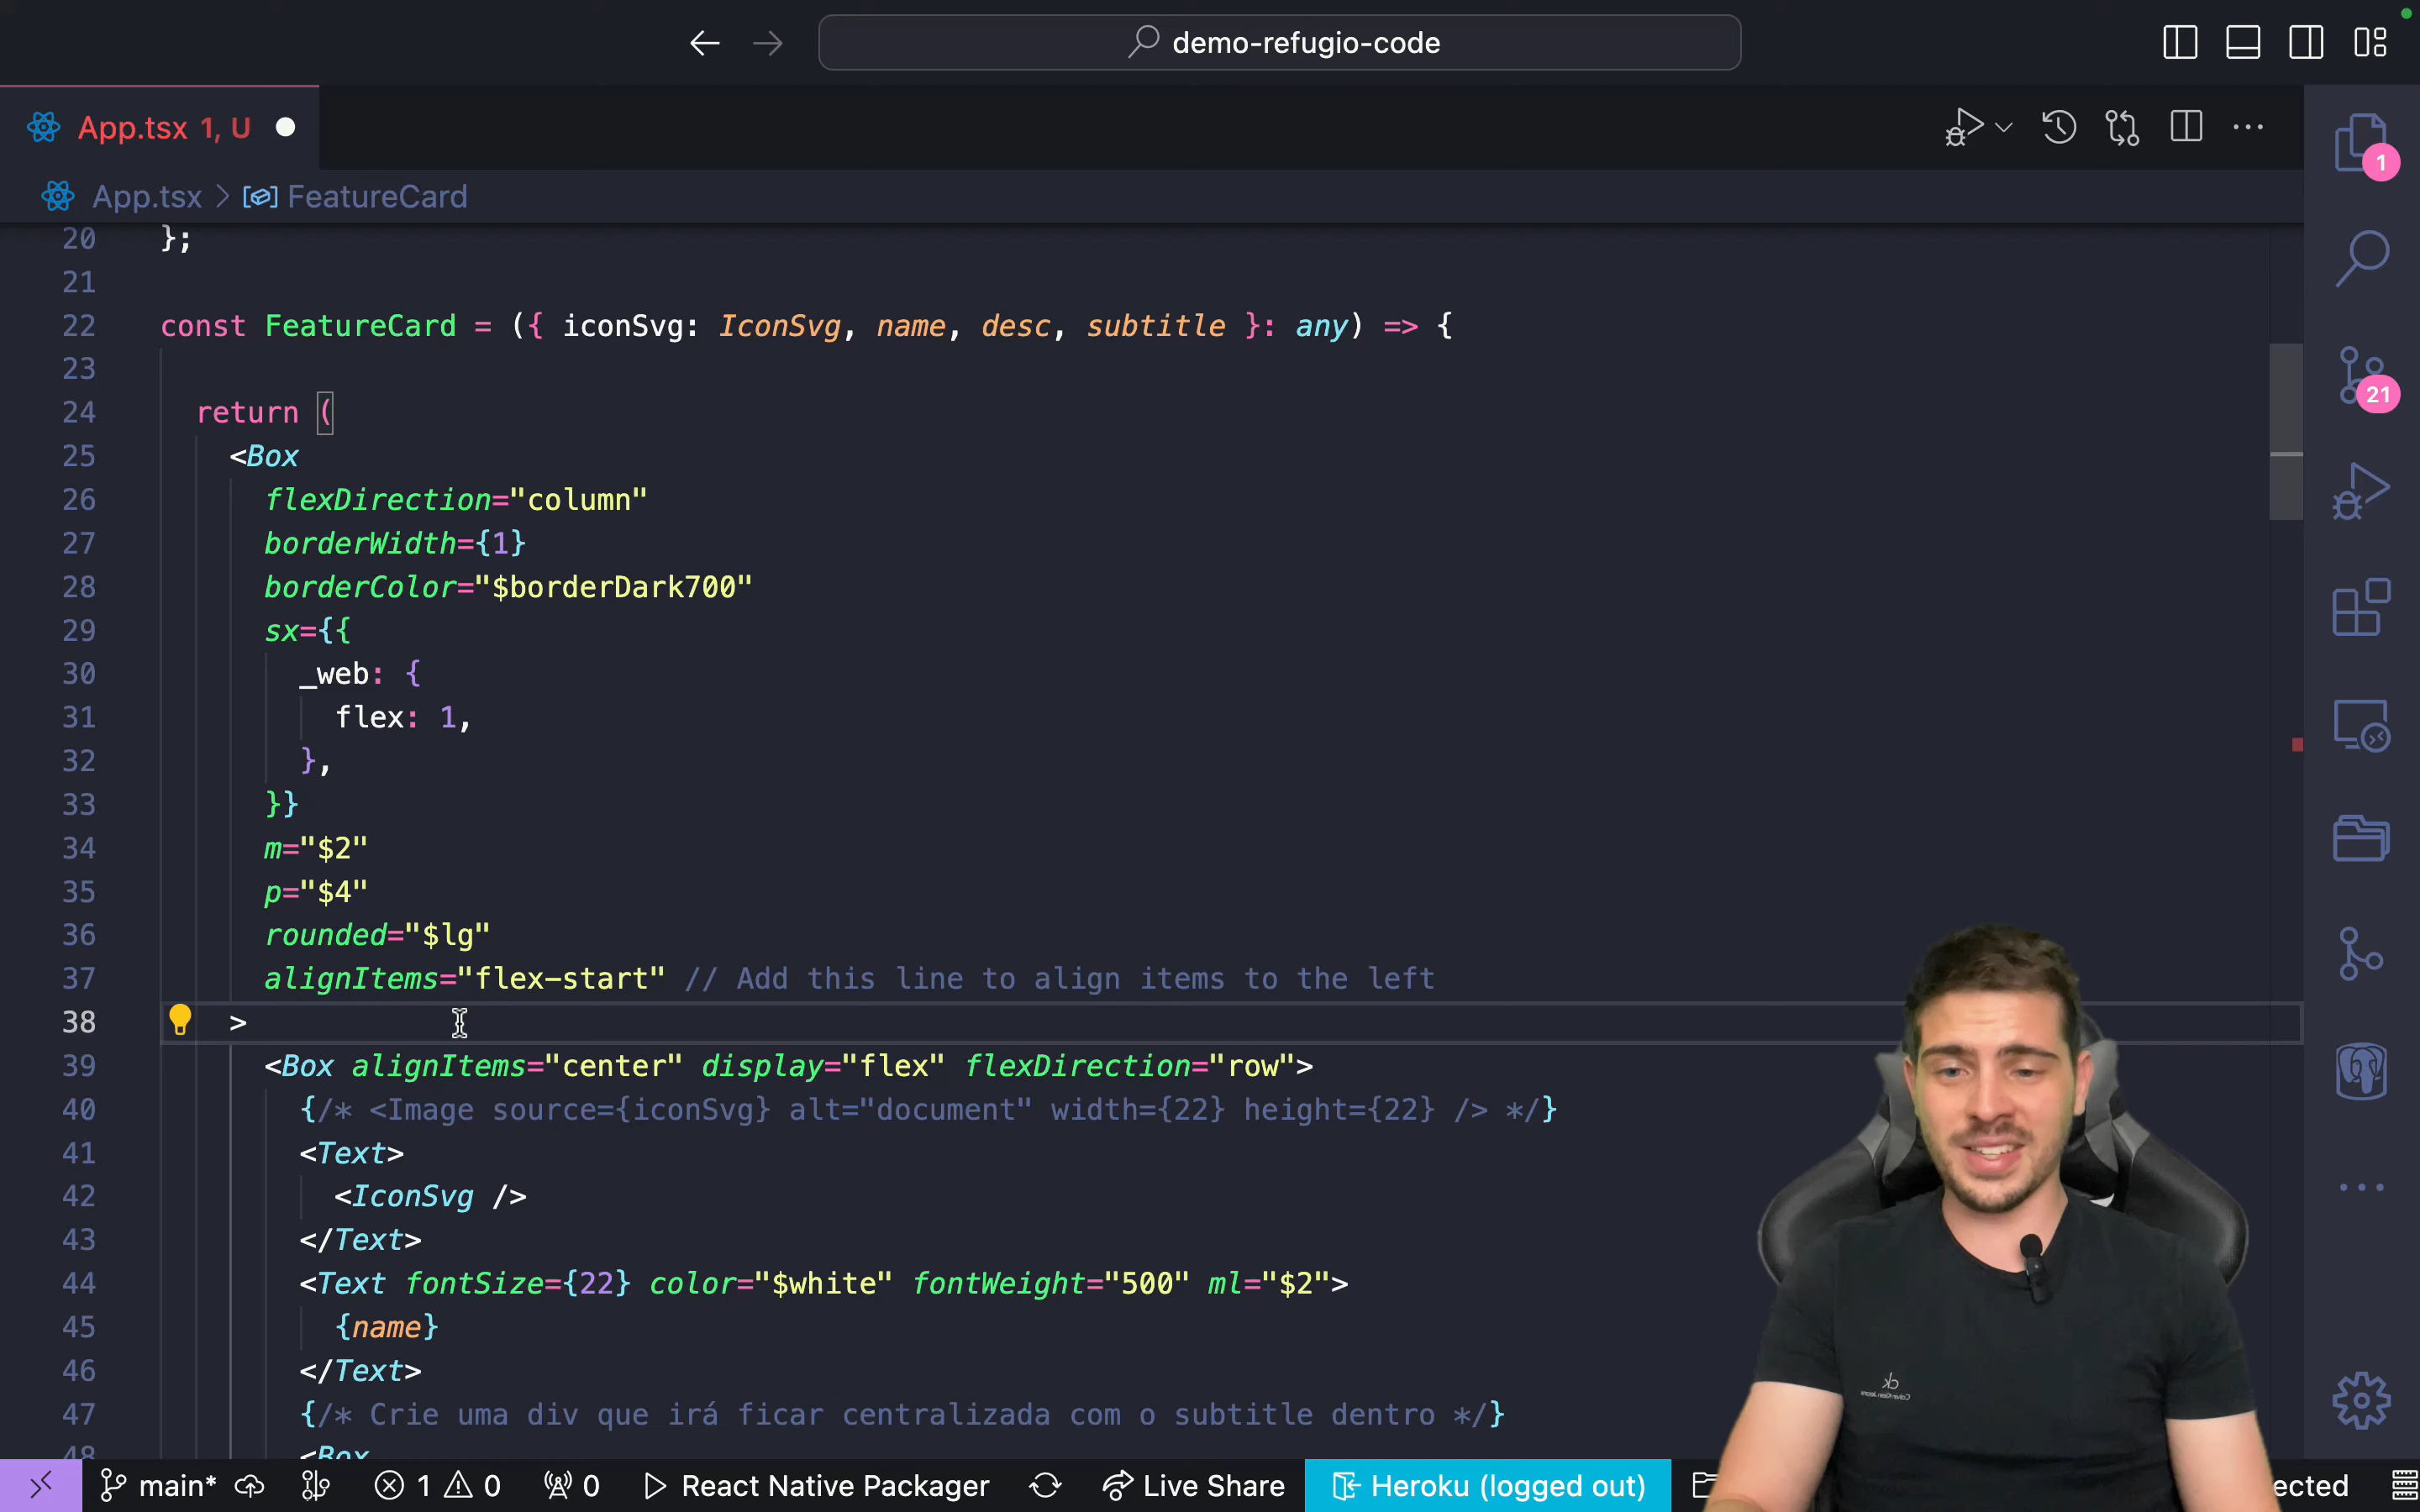 demo-refugio-code
App.tsx 1, U
App.tsx > FeatureCard
1
20 };
21
22 const FeatureCard = ({ iconSvg: IconSvg, name, desc, subtitle }: any) => {
23
24 return (
21
25 <Box
26 flexDirection="column"
27 borderWidth={1}
28 borderColor="$borderDark700"
29 sx={{
30 _web: {
31 flex: 1,
32 },
33 }}
34 m="$2"
35 p="$4"
36 rounded="$lg"
37 alignItems="flex-start" // Add this line to align items to the left
38 >
39 <Box alignItems="center" display="flex" flexDirection="row">
40 {/* <Image source={iconSvg} alt="document" width={22} height={22} /> */}
41 <Text>
42 <IconSvg />
43 </Text>
44 <Text fontSize={22} color="$white" fontWeight="500" ml="$2">
45 {name}
46 </Text>
47 {/* Crie uma div que irá ficar centralizada com o subtitle dentro */}
48 <Box
main* 1 0 0 React Native Packager Live Share Heroku (logged out)